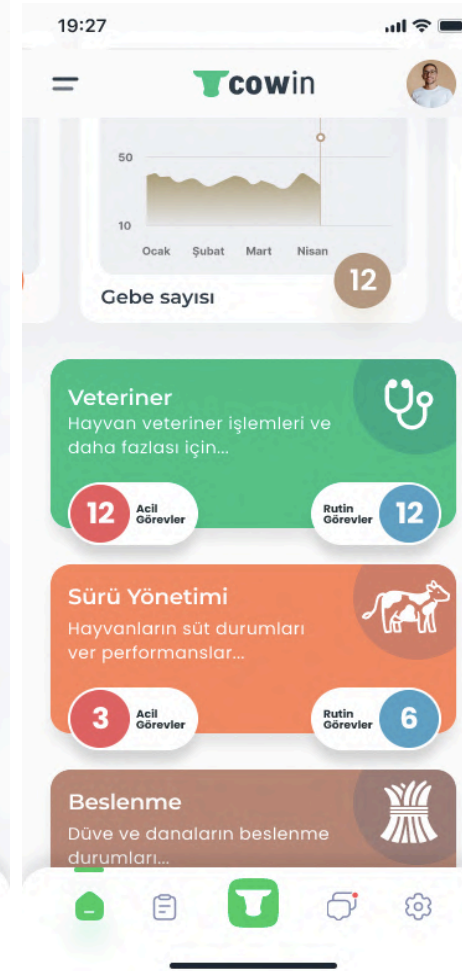 19:27
cowin
50
10
Ocak Şubat Mart Nisan
Gebe sayısı
12
Veteriner
Hayvan veteriner işlemleri ve
daha fazlası için...
12 Acil
Görevler
Rutin
Görevler 12
Sürü Yönetimi
Hayvanların süt durumları
ver performanslar...
3 Acil
Görevler
Rutin
Görevler 6
Beslenme
Düve ve danaların beslenme
durumları...